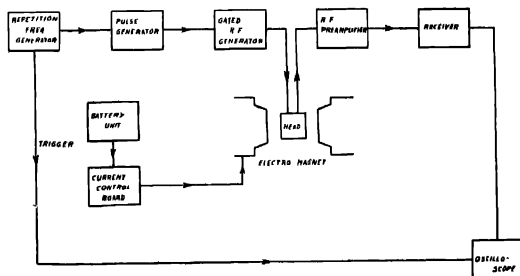 REPETITION
FREQ
GENERATOR
PULSE
GENERATOR
GATED
R F
GENERATOR
R F
PREAMPLIFIER
RECEIVER
BATTERY
UNIT
HEAD
TRIGGER
ELECTRO MAGNET
CURRENT
CONTROL
BOARD
OSCILLO-
SCOPE